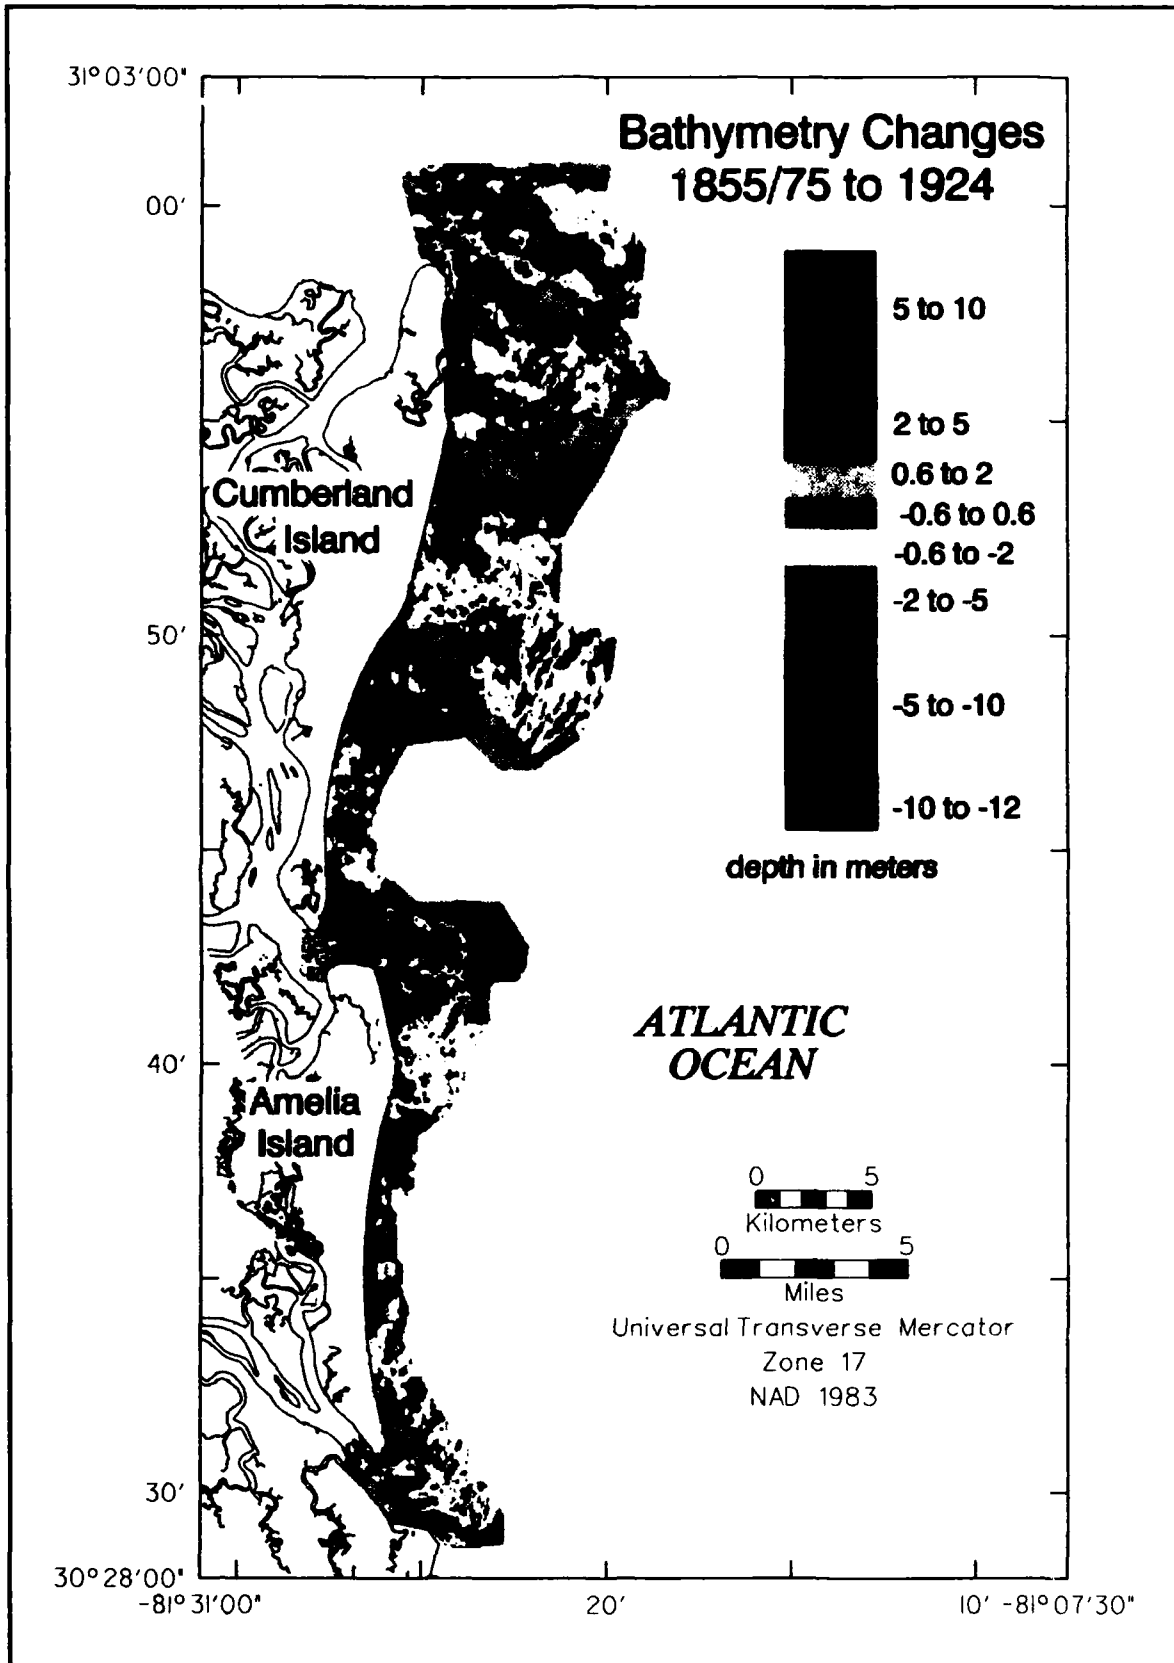 31°03'00"
Bathymetry Changes
1855/75 to 1924
00'
5 to 10
2 to 5
0.6 to 2
-0.6 to 0.6
-0.6 to -2
-2 to -5
-5 to -10
-10 to -12
depth in meters
Cumberland
Island
50'
ATLANTIC
OCEAN
40'
Amelia
Island
0 5
Kilometers
0 5
Miles
Universal Transverse Mercator
Zone 17
NAD 1983
30'
30°28'00"
-81°31'00" 20' 10' -81°07'30"